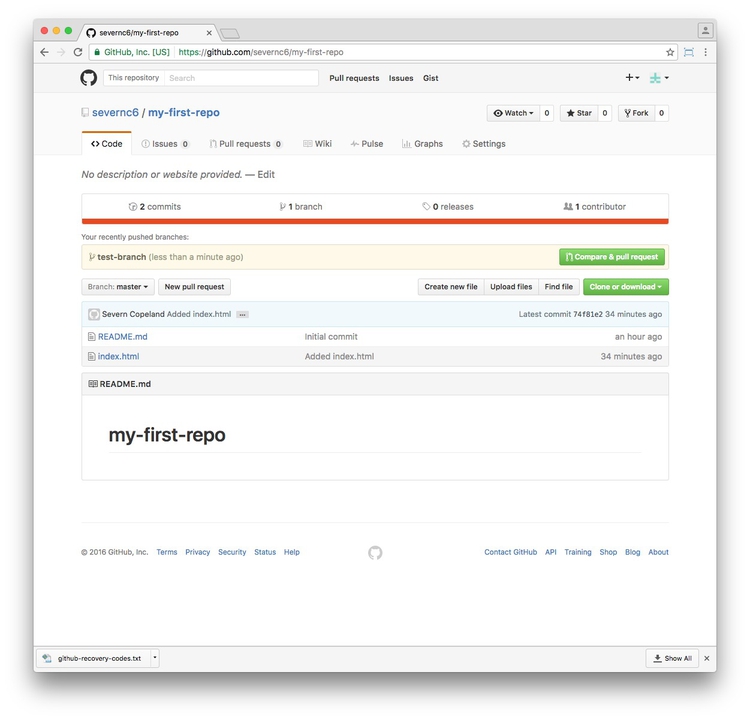 severnc6/my-first-repo
GitHub, Inc. [US] https://github.com/severnc6/my-first-repo
This repository Search Pull requests Issues Gist
severnc6 / my-first-repo Watch 0 Star 0 Fork 0
Code Issues 0 Pull requests 0 Wiki Pulse Graphs Settings
No description or website provided. — Edit
2 commits 1 branch 0 releases 1 contributor
Your recently pushed branches:
test-branch (less than a minute ago) Compare & pull request
Branch: master New pull request Create new file Upload files Find file Clone or download
Severn Copeland Added index.html ... Latest commit 74f81e2 34 minutes ago
README.md Initial commit an hour ago
index.html Added index.html 34 minutes ago
README.md
my-first-repo
© 2016 GitHub, Inc. Terms Privacy Security Status Help Contact GitHub API Training Shop Blog About
github-recovery-codes.txt Show All